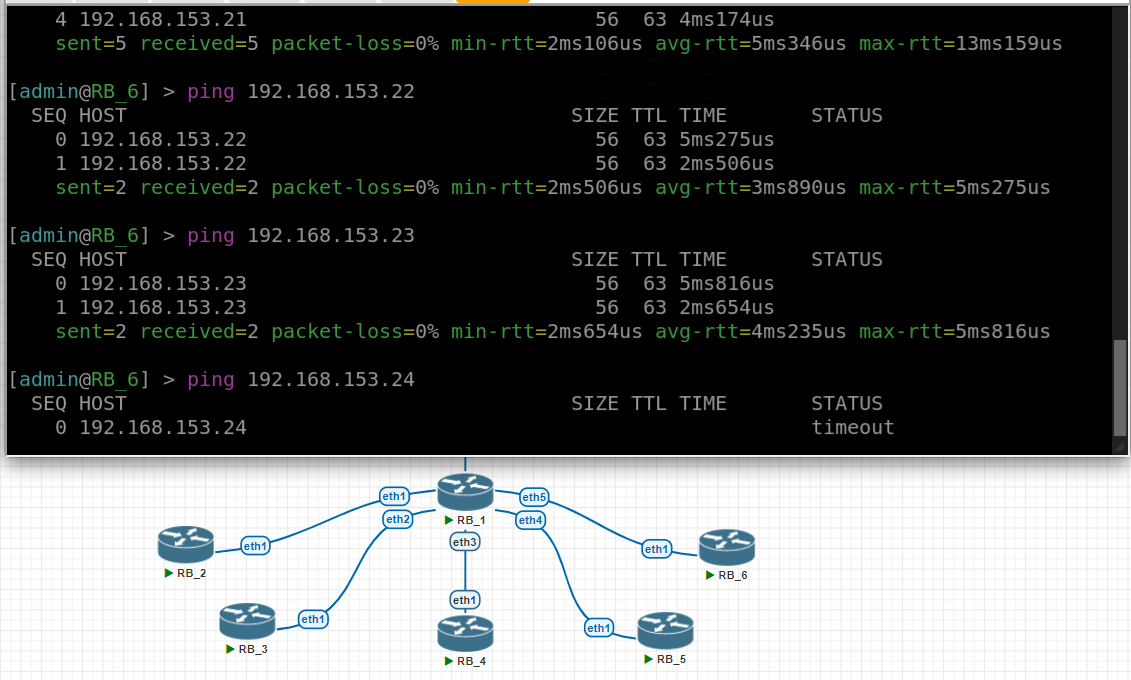 4 192.168.153.21 56 63 4ms174us
sent=5 received=5 packet-loss=0% min-rtt=2ms106us avg-rtt=5ms346us max-rtt=13ms159us
[admin@RB_6] > ping 192.168.153.22
SEQ HOST SIZE TTL TIME STATUS
0 192.168.153.22 56 63 5ms275us
1 192.168.153.22 56 63 2ms506us
sent=2 received=2 packet-loss=0% min-rtt=2ms506us avg-rtt=3ms890us max-rtt=5ms275us
[admin@RB_6] > ping 192.168.153.23
SEQ HOST SIZE TTL TIME STATUS
0 192.168.153.23 56 63 5ms816us
1 192.168.153.23 56 63 2ms654us
sent=2 received=2 packet-loss=0% min-rtt=2ms654us avg-rtt=4ms235us max-rtt=5ms816us
[admin@RB_6] > ping 192.168.153.24
SEQ HOST SIZE TTL TIME STATUS
0 192.168.153.24 timeout
eth1 eth5
eth2 RB_1 eth4
eth3
eth1 eth1
RB_2 RB_6
eth1
eth1 eth1
RB_3 RB_4 RB_5